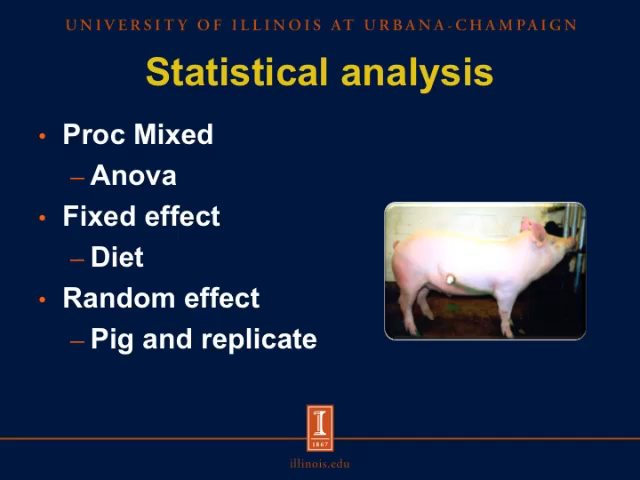 UNIVERSITY OF ILLINOIS AT URBANA-CHAMPAIGN
Statistical analysis
• Proc Mixed
– Anova
• Fixed effect
– Diet
• Random effect
– Pig and replicate
I
1867
illinois.edu